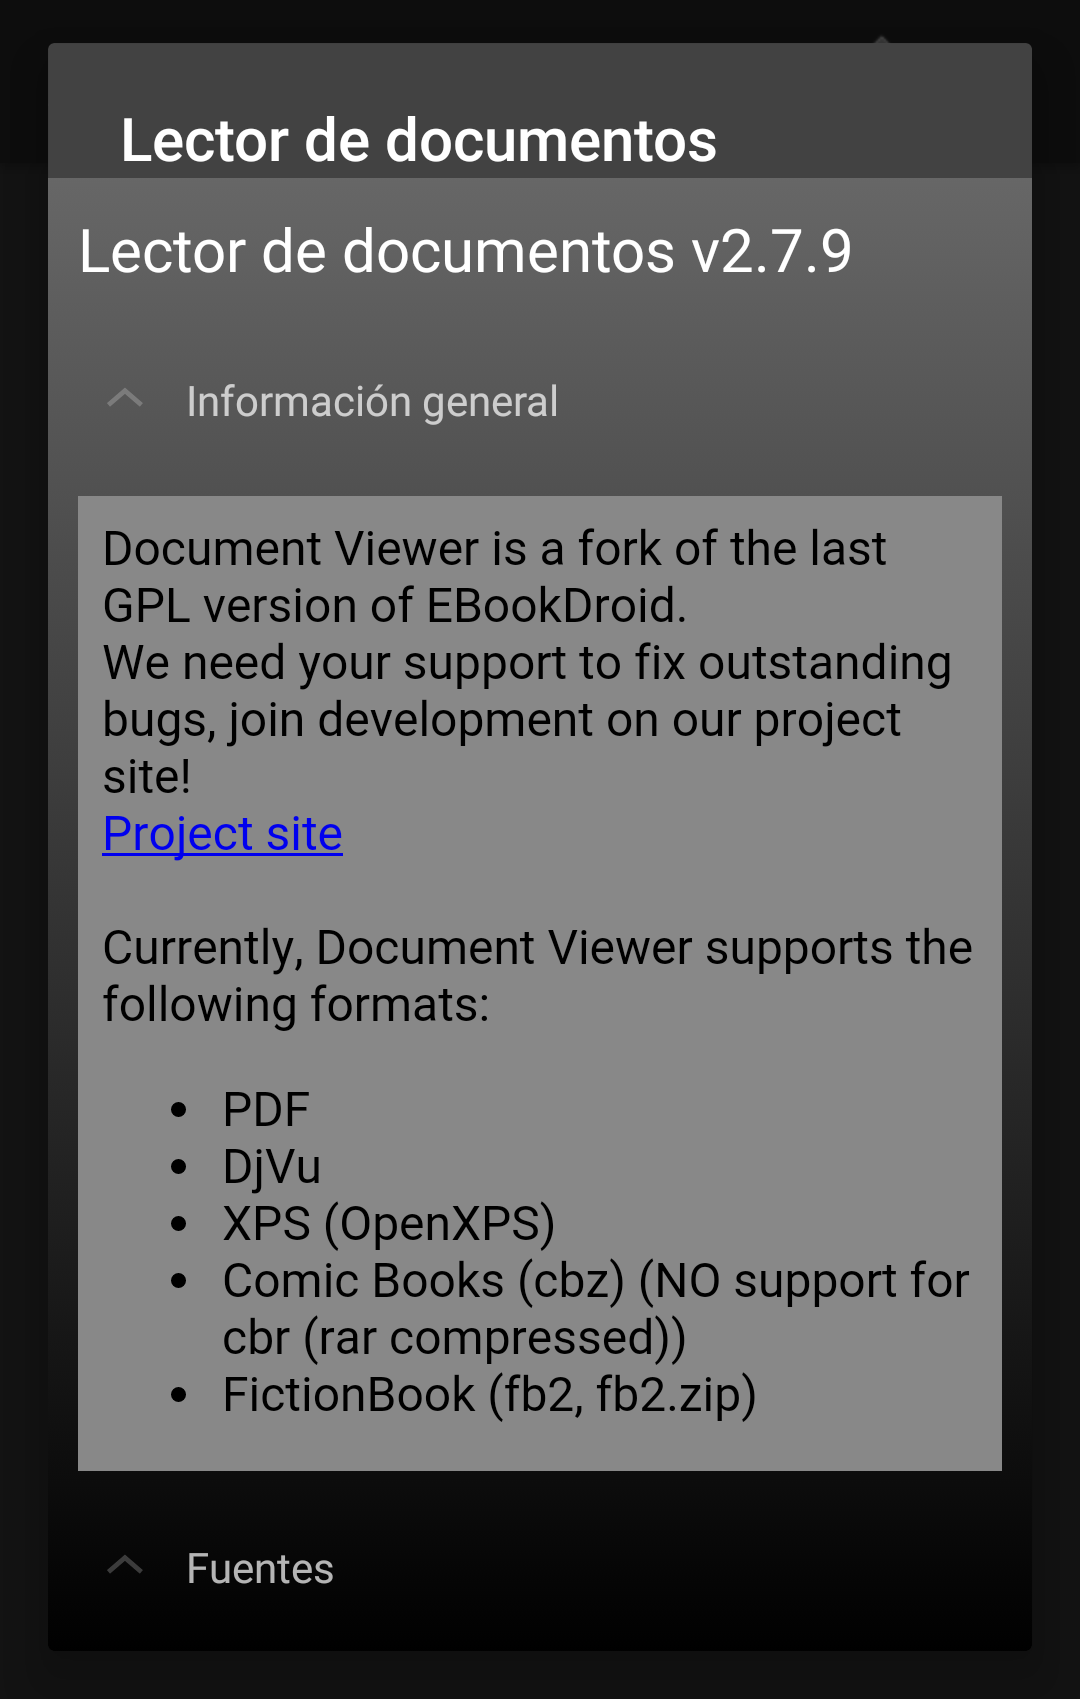 Lector de documentos
Lector de documentos v2.7.9
Información general
Document Viewer is a fork of the last
GPL version of EBookDroid.
We need your support to fix outstanding
bugs, join development on our project
site!
Project site
Currently, Document Viewer supports the
following formats:
• PDF
• DjVu
• XPS (OpenXPS)
• Comic Books (cbz) (NO support for
cbr (rar compressed))
• FictionBook (fb2, fb2.zip)
Fuentes